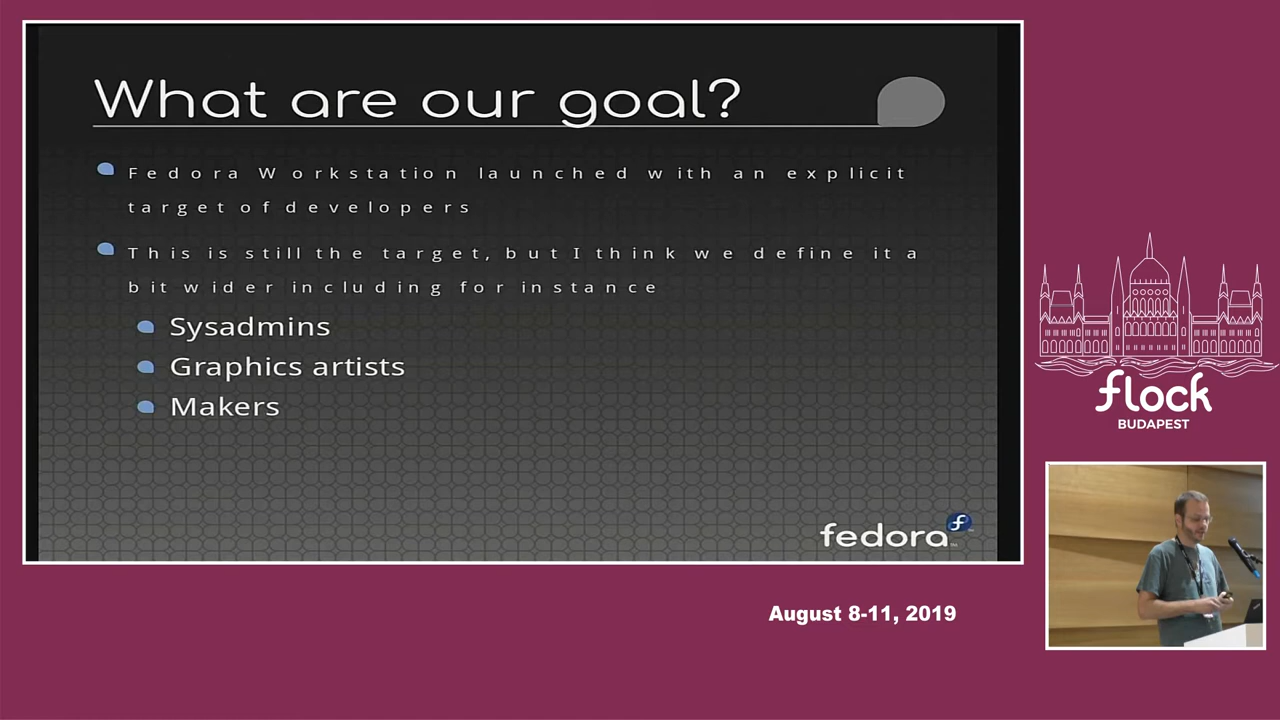 What are our goal?
Fedora Workstation launched with an explicit
target of developers
This is still the target, but I think we define it a
bit wider including for instance
Sysadmins
Graphics artists
Makers
fedora
flock
BUDAPEST
August 8-11, 2019